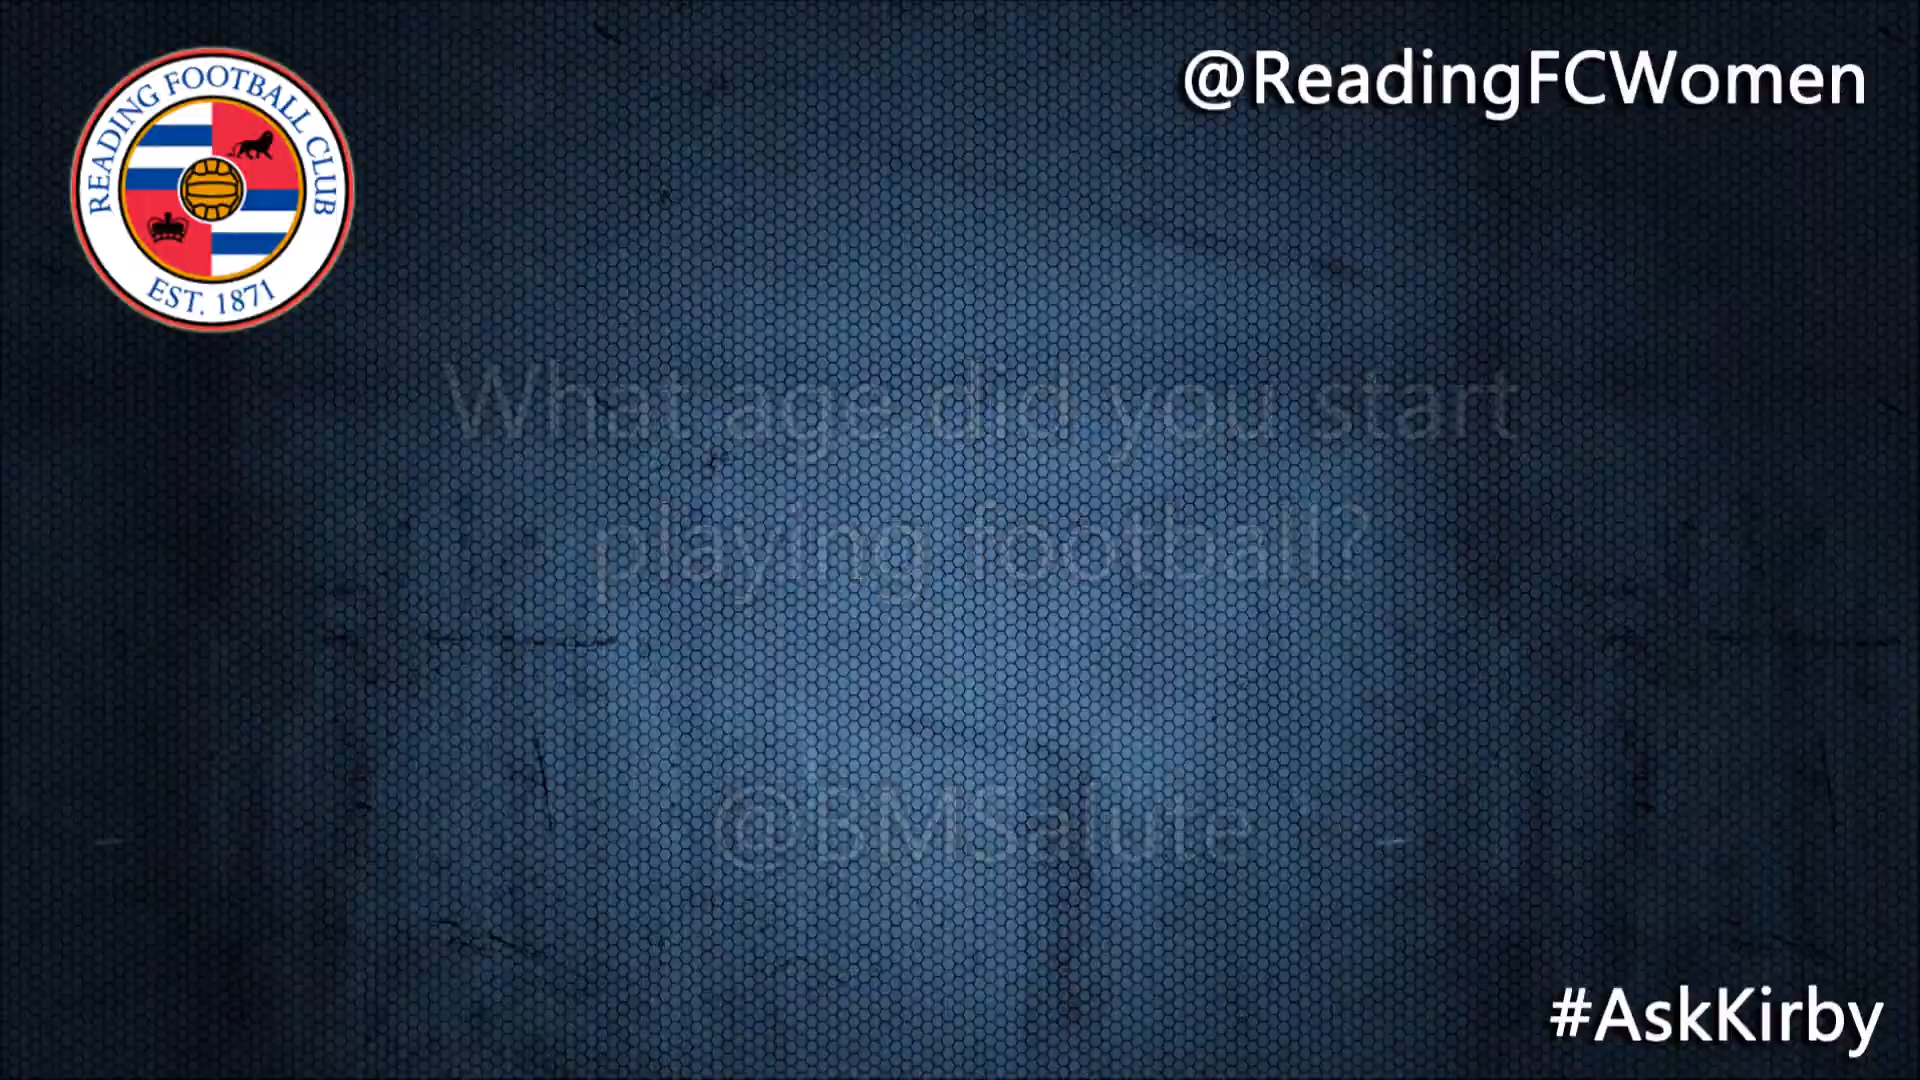 READING FOOTBALL CLUB
EST. 1871
@ReadingFCWomen
What age did you start
playing football?
@BMSalute
#AskKirby